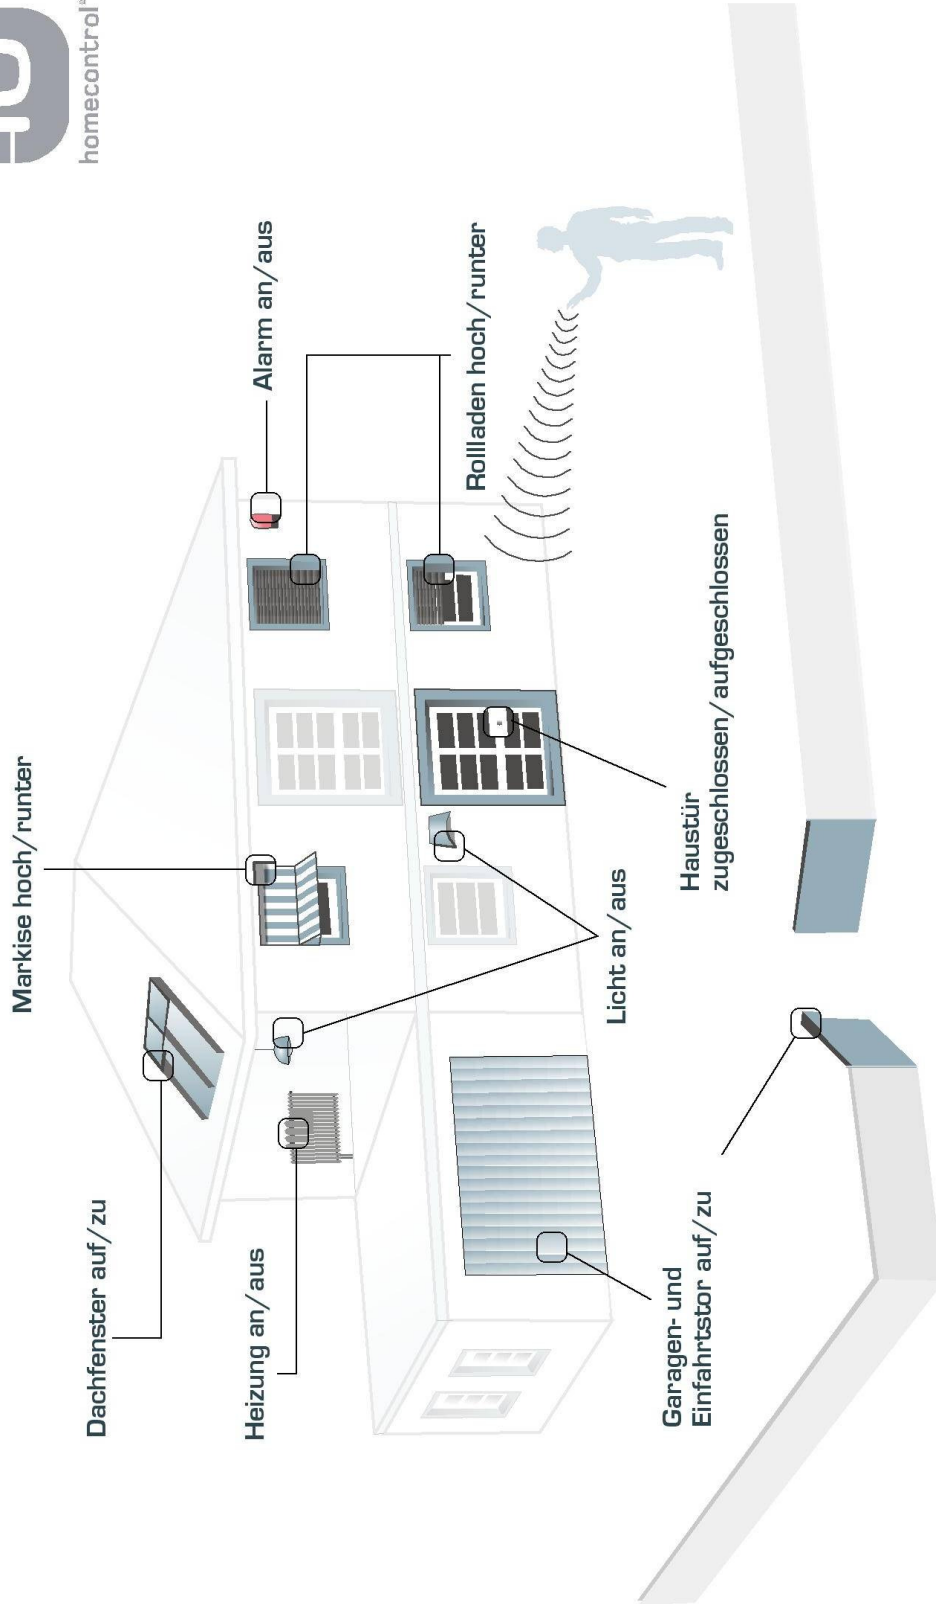 homecontrol®
Markise hoch/runter
Dachfenster auf/zu
Alarm an/aus
Heizung an/aus
Rollladen hoch/runter
Licht an/aus
Haustür
zugeschlossen/aufgeschlossen
Garagen- und
Einfahrtstor auf/zu